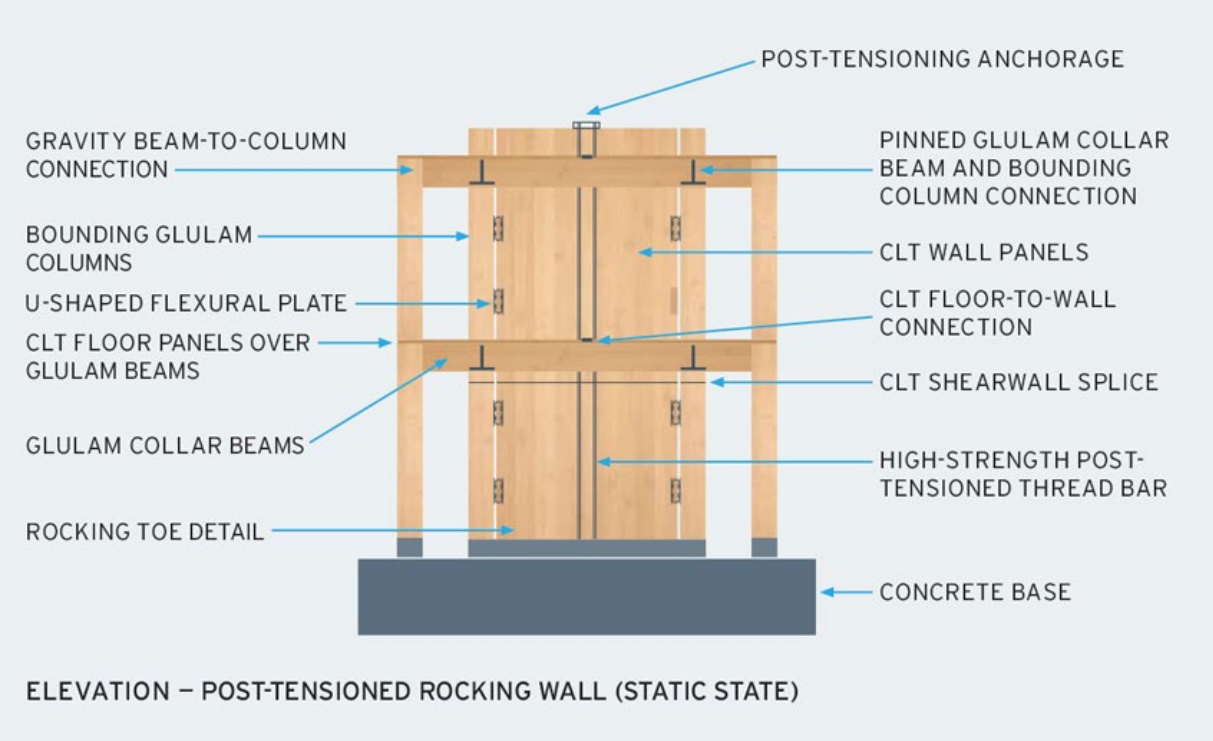 POST-TENSIONING ANCHORAGE
GRAVITY BEAM-TO-COLUMN
CONNECTION
PINNED GLULAM COLLAR
BEAM AND BOUNDING
COLUMN CONNECTION
BOUNDING GLULAM
COLUMNS
CLT WALL PANELS
U-SHAPED FLEXURAL PLATE
CLT FLOOR-TO-WALL
CONNECTION
CLT FLOOR PANELS OVER
GLULAM BEAMS
CLT SHEARWALL SPLICE
GLULAM COLLAR BEAMS
HIGH-STRENGTH POST-
TENSIONED THREAD BAR
ROCKING TOE DETAIL
CONCRETE BASE
ELEVATION – POST-TENSIONED ROCKING WALL (STATIC STATE)